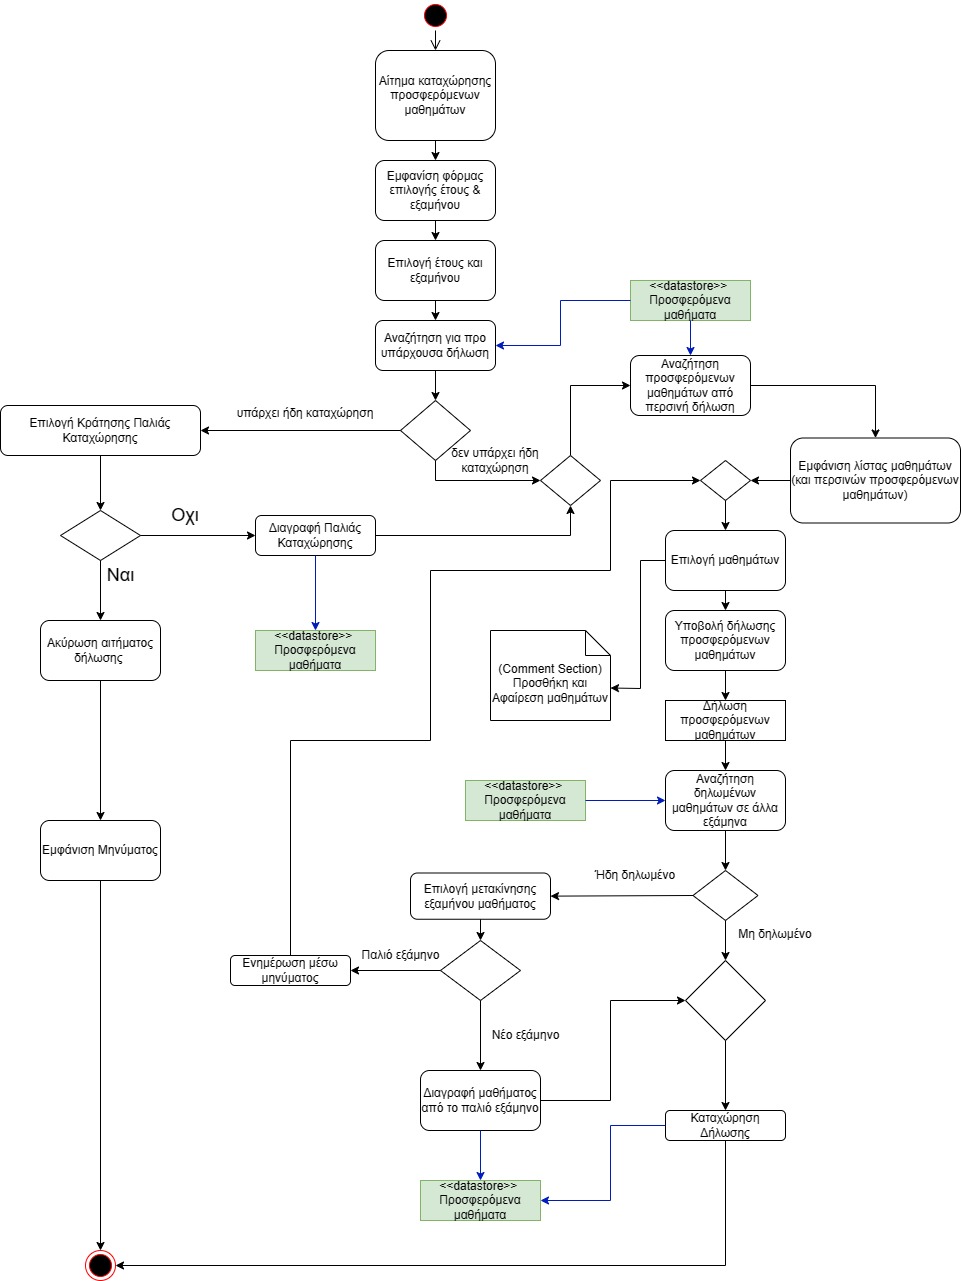 Αίτημα καταχώρησης
προσφερόμενων
μαθημάτων
Εμφανίση φόρμας
επιλογής έτους &
εξαμήνου
Επιλογή έτους και
εξαμήνου
<<datastore>>
Προσφερόμενα
μαθήματα
Αναζήτηση για προ
υπάρχουσα δήλωση
Αναζήτηση
προσφερόμενων
μαθημάτων από
περσινή δήλωση
υπάρχει ήδη καταχώρηση
Επιλογή Κράτησης Παλιάς
Καταχώρησης
δεν υπάρχει ήδη
καταχώρηση
Εμφάνιση λίστας μαθημάτων
(και περσινών προσφερόμενων
μαθημάτων)
Οχι
Διαγραφή Παλιάς
Καταχώρησης
Επιλογή μαθημάτων
Ναι
Ακύρωση αιτήματος
δήλωσης
<<datastore>>
Προσφερόμενα
μαθήματα
Υποβολή δήλωσης
προσφερόμενων
μαθημάτων
(Comment Section)
Προσθήκη και
Αφαίρεση μαθημάτων
Δήλωση
προσφερόμενων
μαθημάτων
<<datastore>>
Προσφερόμενα
μαθήματα
Αναζήτηση
δηλωμένων
μαθημάτων σε άλλα
εξάμηνα
Εμφάνιση Μηνύματος
Ήδη δηλωμένο
Επιλογή μετακίνησης
εξαμήνου μαθήματος
Μη δηλωμένο
Παλιό εξάμηνο
Ενημέρωση μέσω
μηνύματος
Νέο εξάμηνο
Διαγραφή μαθήματος
από το παλιό εξάμηνο
Καταχώρηση
Δήλωσης
<<datastore>>
Προσφερόμενα
μαθήματα